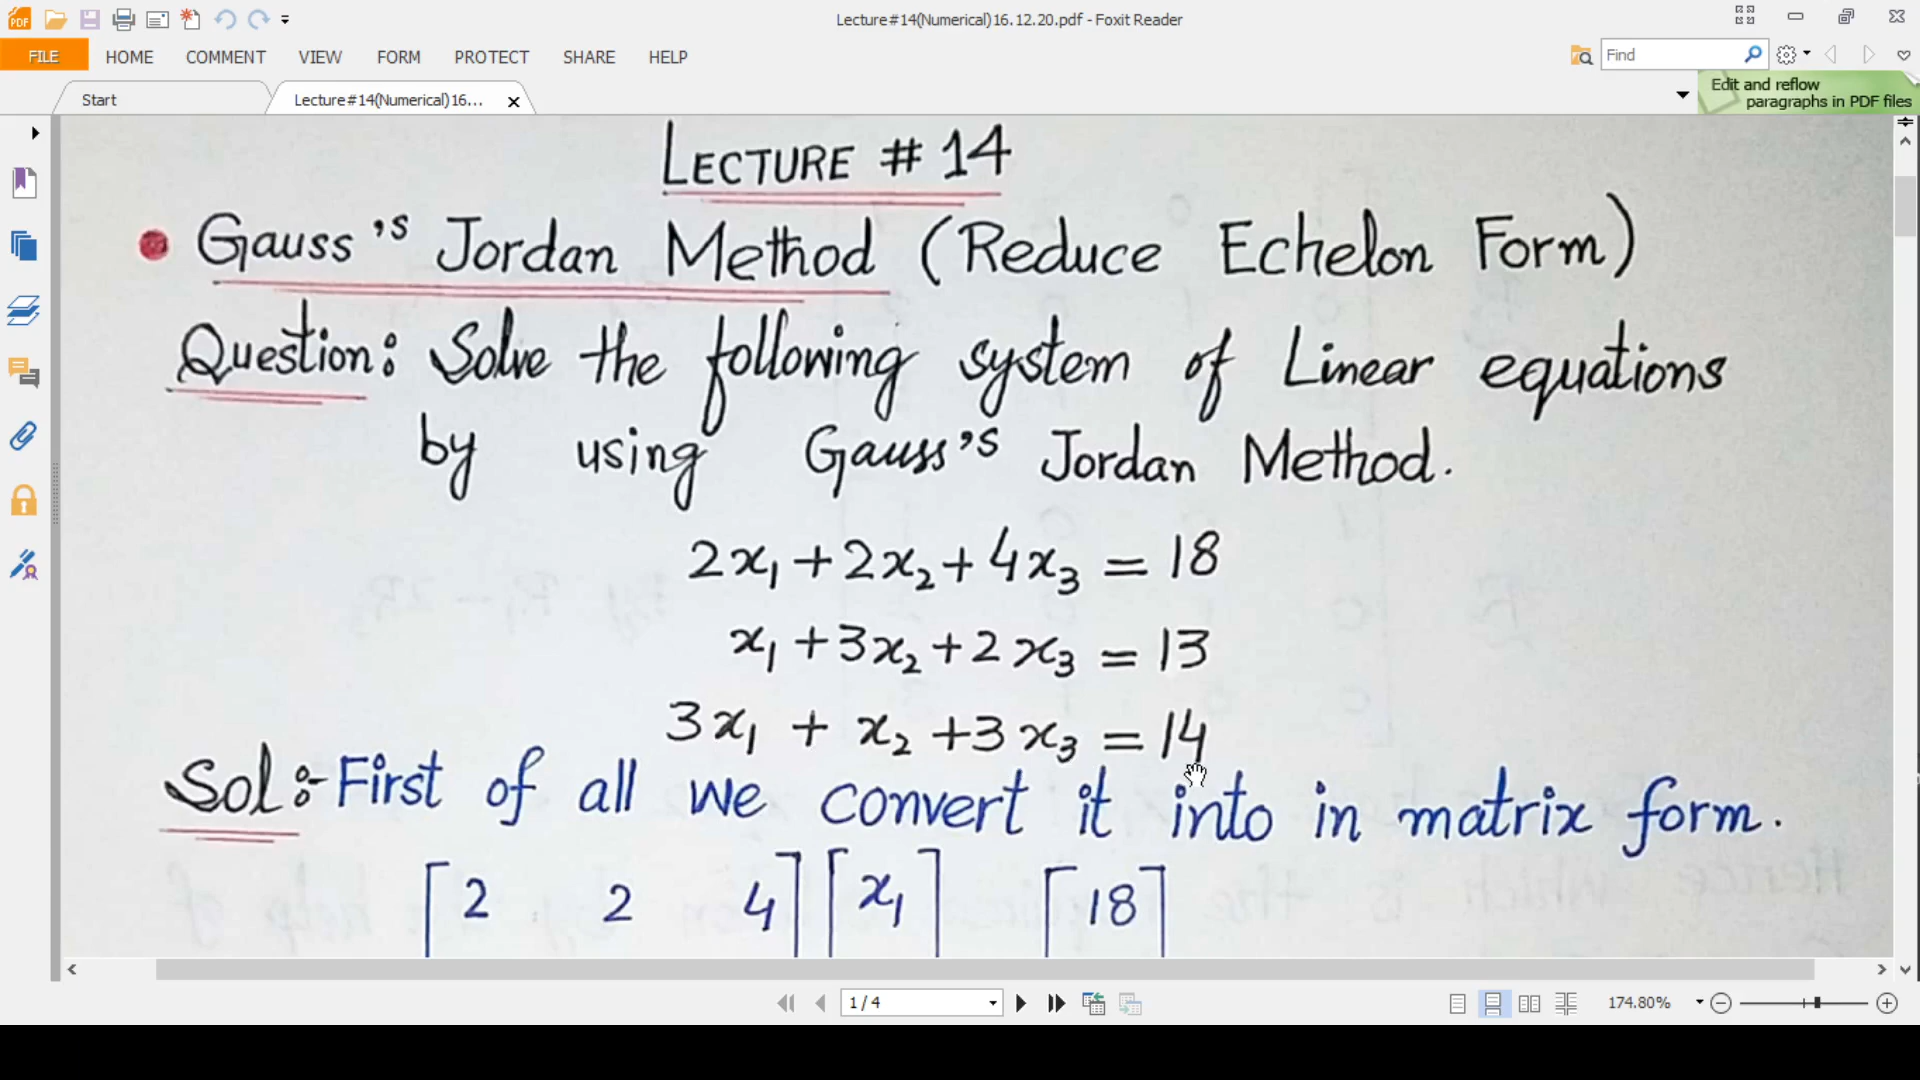 Lecture#14(Numerical)16.12.20.pdf - Foxit Reader
FILE HOME COMMENT VIEW FORM PROTECT SHARE HELP
Find
Start Lecture#14(Numerical)16...
Edit and reflow
paragraphs in PDF files
LECTURE # 14
Gauss's Jordan Method (Reduce Echelon Form)
Question: Solve the following system of Linear equations
by using Gauss's Jordan Method.
2x₁ + 2x₂ + 4x₃ = 18
x₁ + 3x₂ + 2x₃ = 13
3x₁ + x₂ + 3x₃ = 14
Sol:- First of all we convert it into in matrix form.
2 2 4 x₁ 18
1 / 4
174.80%